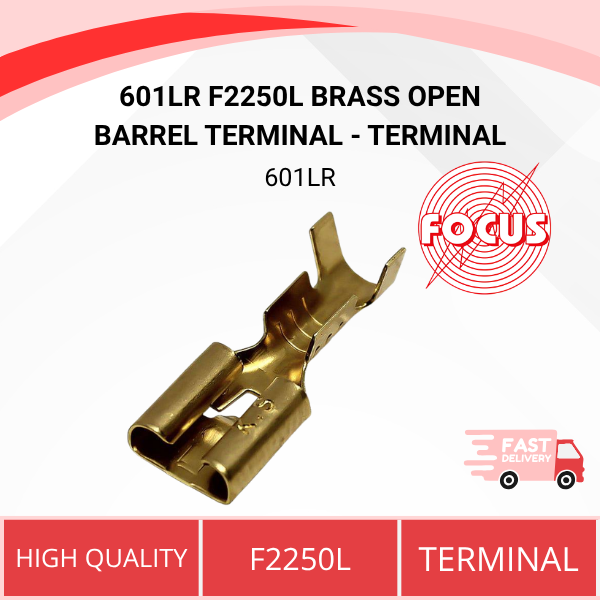 601LR F2250L BRASS OPEN
BARREL TERMINAL - TERMINAL
601LR
FOCUS
K-S
FAST
DELIVERY
HIGH QUALITY
F2250L
TERMINAL